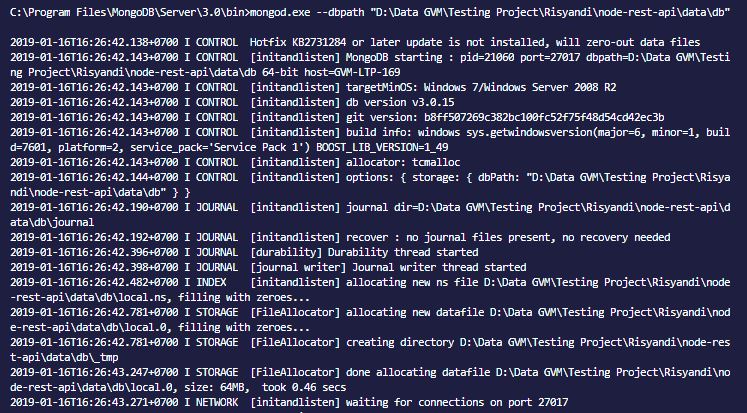 C:\Program Files\MongoDB\Server\3.0\bin>mongod.exe --dbpath "D:\Data GVM\Testing Project\Risyandi\node-rest-api\data\db"
2019-01-16T16:26:42.138+0700 I CONTROL  Hotfix KB2731284 or later update is not installed, will zero-out data files
2019-01-16T16:26:42.143+0700 I CONTROL  [initandlisten] MongoDB starting : pid=21060 port=27017 dbpath=D:\Data GVM\Testi
ng Project\Risyandi\node-rest-api\data\db 64-bit host=GVM-LTP-169
2019-01-16T16:26:42.143+0700 I CONTROL  [initandlisten] targetMinOS: Windows 7/Windows Server 2008 R2
2019-01-16T16:26:42.143+0700 I CONTROL  [initandlisten] db version v3.0.15
2019-01-16T16:26:42.143+0700 I CONTROL  [initandlisten] git version: b8ff507269c382bc100fc52f75f48d54cd42ec3b
2019-01-16T16:26:42.143+0700 I CONTROL  [initandlisten] build info: windows sys.getwindowsversion(major=6, minor=1, buil
d=7601, platform=2, service_pack='Service Pack 1') BOOST_LIB_VERSION=1_49
2019-01-16T16:26:42.143+0700 I CONTROL  [initandlisten] allocator: tcmalloc
2019-01-16T16:26:42.144+0700 I CONTROL  [initandlisten] options: { storage: { dbPath: "D:\Data GVM\Testing Project\Risya
ndi\node-rest-api\data\db" } }
2019-01-16T16:26:42.190+0700 I JOURNAL  [initandlisten] journal dir=D:\Data GVM\Testing Project\Risyandi\node-rest-api\d
ata\db\journal
2019-01-16T16:26:42.192+0700 I JOURNAL  [initandlisten] recover : no journal files present, no recovery needed
2019-01-16T16:26:42.396+0700 I JOURNAL  [durability] Durability thread started
2019-01-16T16:26:42.398+0700 I JOURNAL  [journal writer] Journal writer thread started
2019-01-16T16:26:42.482+0700 I INDEX    [initandlisten] allocating new ns file D:\Data GVM\Testing Project\Risyandi\node
-rest-api\data\db\local.ns, filling with zeroes...
2019-01-16T16:26:42.781+0700 I STORAGE  [FileAllocator] allocating new datafile D:\Data GVM\Testing Project\Risyandi\nod
e-rest-api\data\db\local.0, filling with zeroes...
2019-01-16T16:26:42.781+0700 I STORAGE  [FileAllocator] creating directory D:\Data GVM\Testing Project\Risyandi\node-res
t-api\data\db\_tmp
2019-01-16T16:26:43.247+0700 I STORAGE  [FileAllocator] done allocating datafile D:\Data GVM\Testing Project\Risyandi\no
de-rest-api\data\db\local.0, size: 64MB,  took 0.46 secs
2019-01-16T16:26:43.271+0700 I NETWORK  [initandlisten] waiting for connections on port 27017